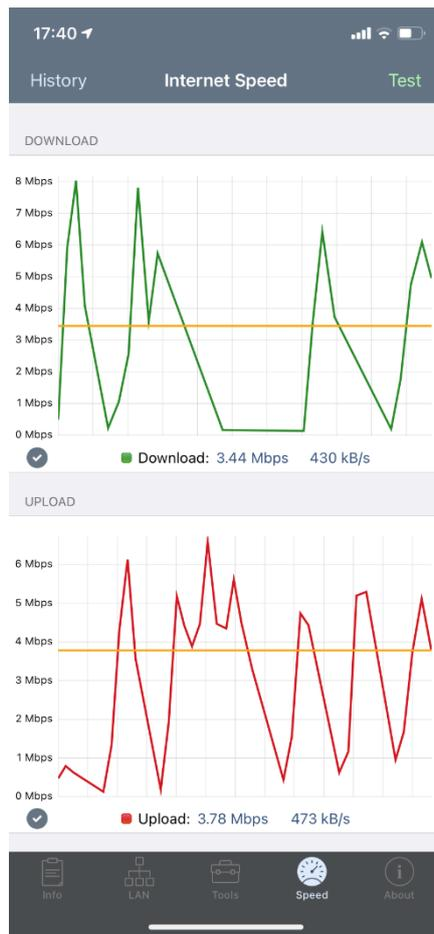 17:40
History Internet Speed Test
DOWNLOAD
8 Mbps
7 Mbps
6 Mbps
5 Mbps
4 Mbps
3 Mbps
2 Mbps
1 Mbps
0 Mbps
Download: 3.44 Mbps 430 kB/s
UPLOAD
6 Mbps
5 Mbps
4 Mbps
3 Mbps
2 Mbps
1 Mbps
0 Mbps
Upload: 3.78 Mbps 473 kB/s
Info LAN Tools Speed About